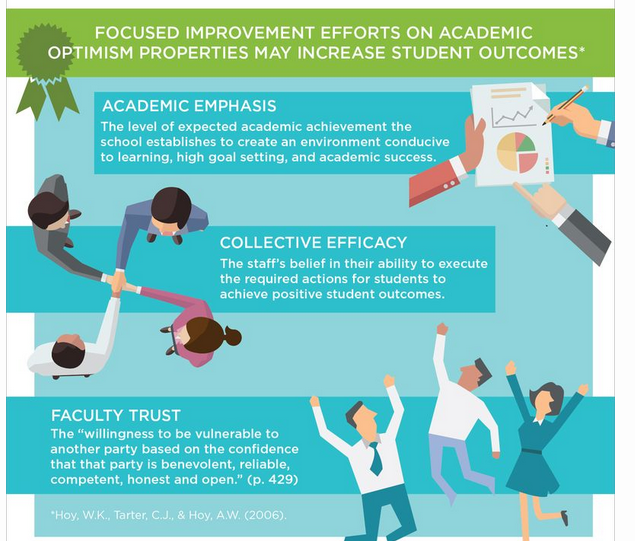 FOCUSED IMPROVEMENT EFFORTS ON ACADEMIC
OPTIMISM PROPERTIES MAY INCREASE STUDENT OUTCOMES*
ACADEMIC EMPHASIS
The level of expected academic achievement the
school establishes to create an environment conducive
to learning, high goal setting, and academic success.
COLLECTIVE EFFICACY
The staff's belief in their ability to execute
the required actions for students to
achieve positive student outcomes.
FACULTY TRUST
The “willingness to be vulnerable to
another party based on the confidence
that that party is benevolent, reliable,
competent, honest and open.” (p. 429)
*Hoy, W.K., Tarter, C.J., & Hoy, A.W. (2006).